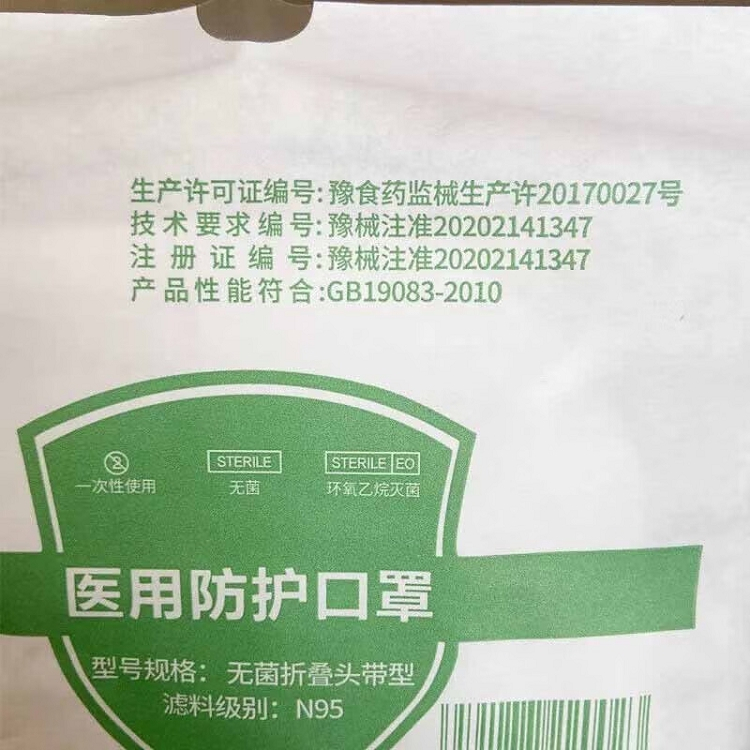 生产许可证编号:豫食药监械生产许20170027号
技术要求编号:豫械注准20202141347
注册证编号:豫械注准20202141347
产品性能符合:GB19083-2010
2 STERILE STERILE EO
一次性使用 无菌 环氧乙烷灭菌
医用防护口罩
型号规格：无菌折叠头带型
滤料级别：N95